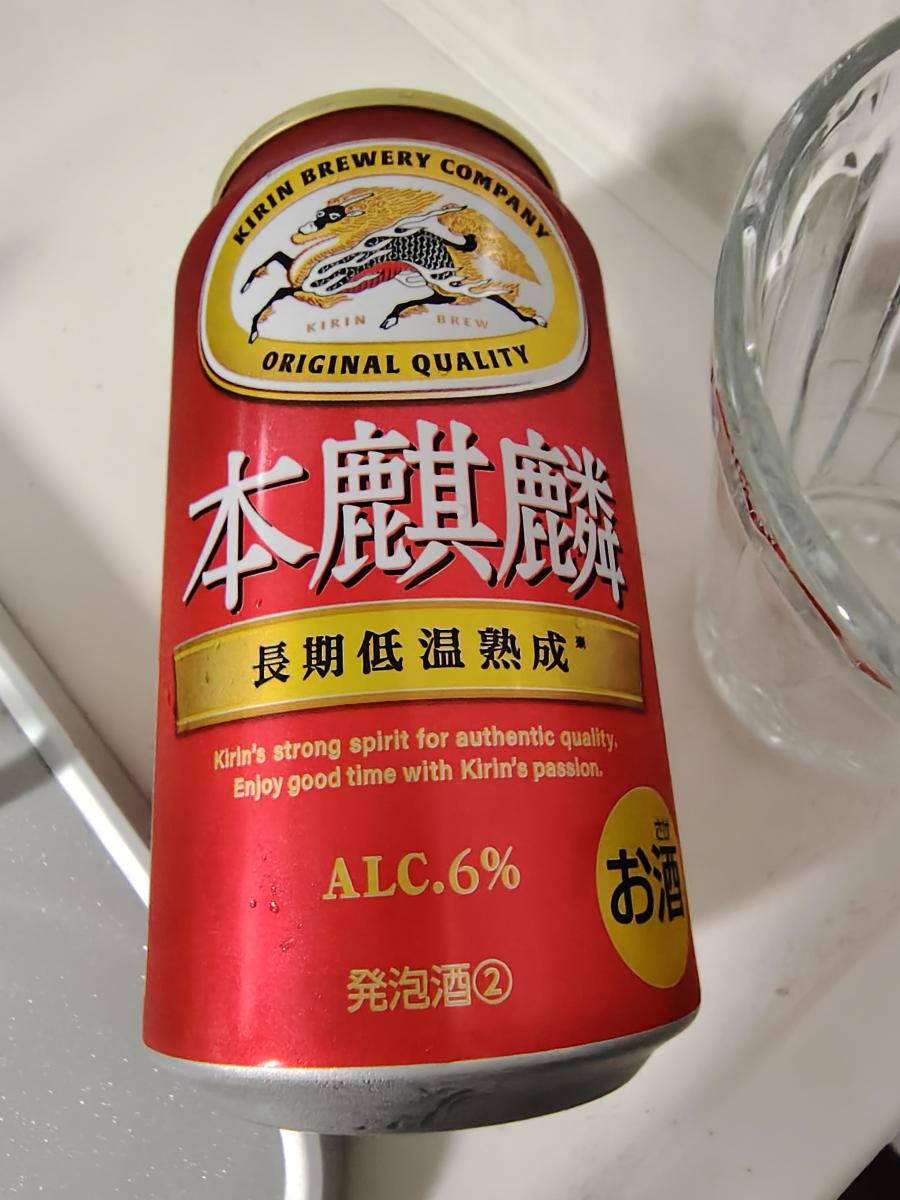 KIRIN BREWERY COMPANY
KIRIN BREW
ORIGINAL QUALITY
本麒麟
長期低温熟成※
Kirin's strong spirit for authentic quality.
Enjoy good time with Kirin's passion.
ALC.6%
お酒
発泡酒②